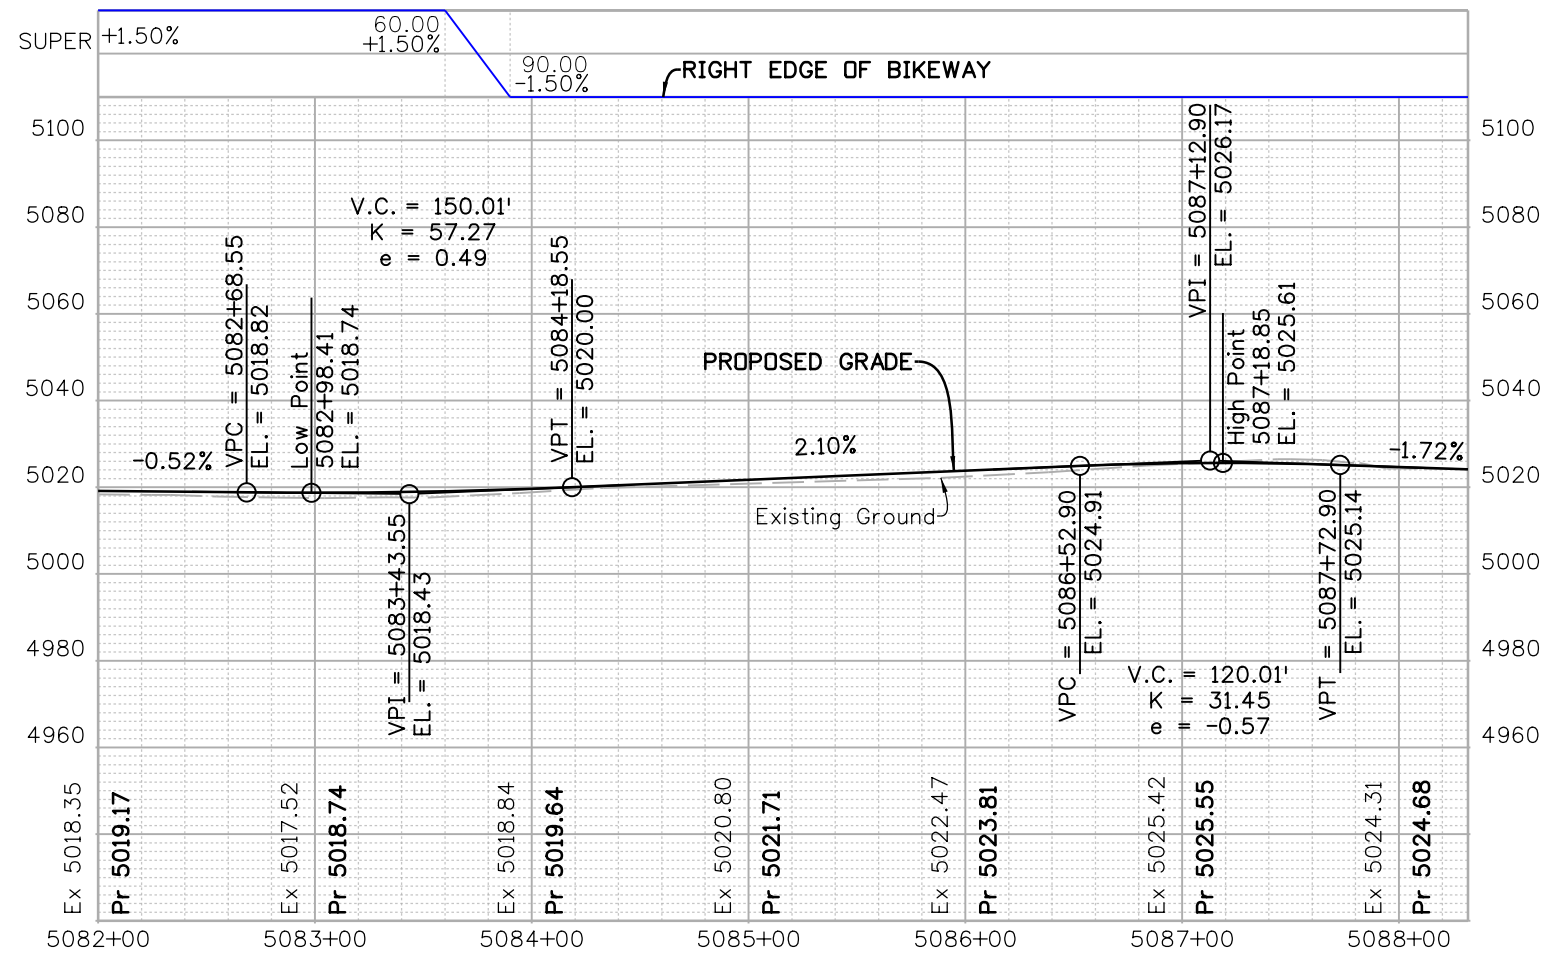 SUPER
+1.50%
60.00
+1.50%
90.00
-1.50%
RIGHT EDGE OF BIKEWAY
5100
5080
5060
5040
5020
5000
4980
4960
5100
5080
5060
5040
5020
5000
4980
4960
-0.52%
VPC = 5082+68.55
EL. = 5018.82
Low Point
5082+98.41
EL. = 5018.74
V.C. = 150.01'
K = 57.27
e = 0.49
VPI = 5083+43.55
EL. = 5018.43
VPT = 5084+18.55
EL. = 5020.00
PROPOSED GRADE
2.10%
Existing Ground
VPC = 5086+52.90
EL. = 5024.91
VPI = 5087+12.90
EL. = 5026.17
High Point
5087+18.85
EL. = 5025.61
V.C. = 120.01'
K = 31.45
e = -0.57
VPT = 5087+72.90
EL. = 5025.14
-1.72%
Ex 5018.35
Pr 5019.17
Ex 5017.52
Pr 5018.74
Ex 5018.84
Pr 5019.64
Ex 5020.80
Pr 5021.71
Ex 5022.47
Pr 5023.81
Ex 5025.42
Pr 5025.55
Ex 5024.31
Pr 5024.68
5082+00
5083+00
5084+00
5085+00
5086+00
5087+00
5088+00